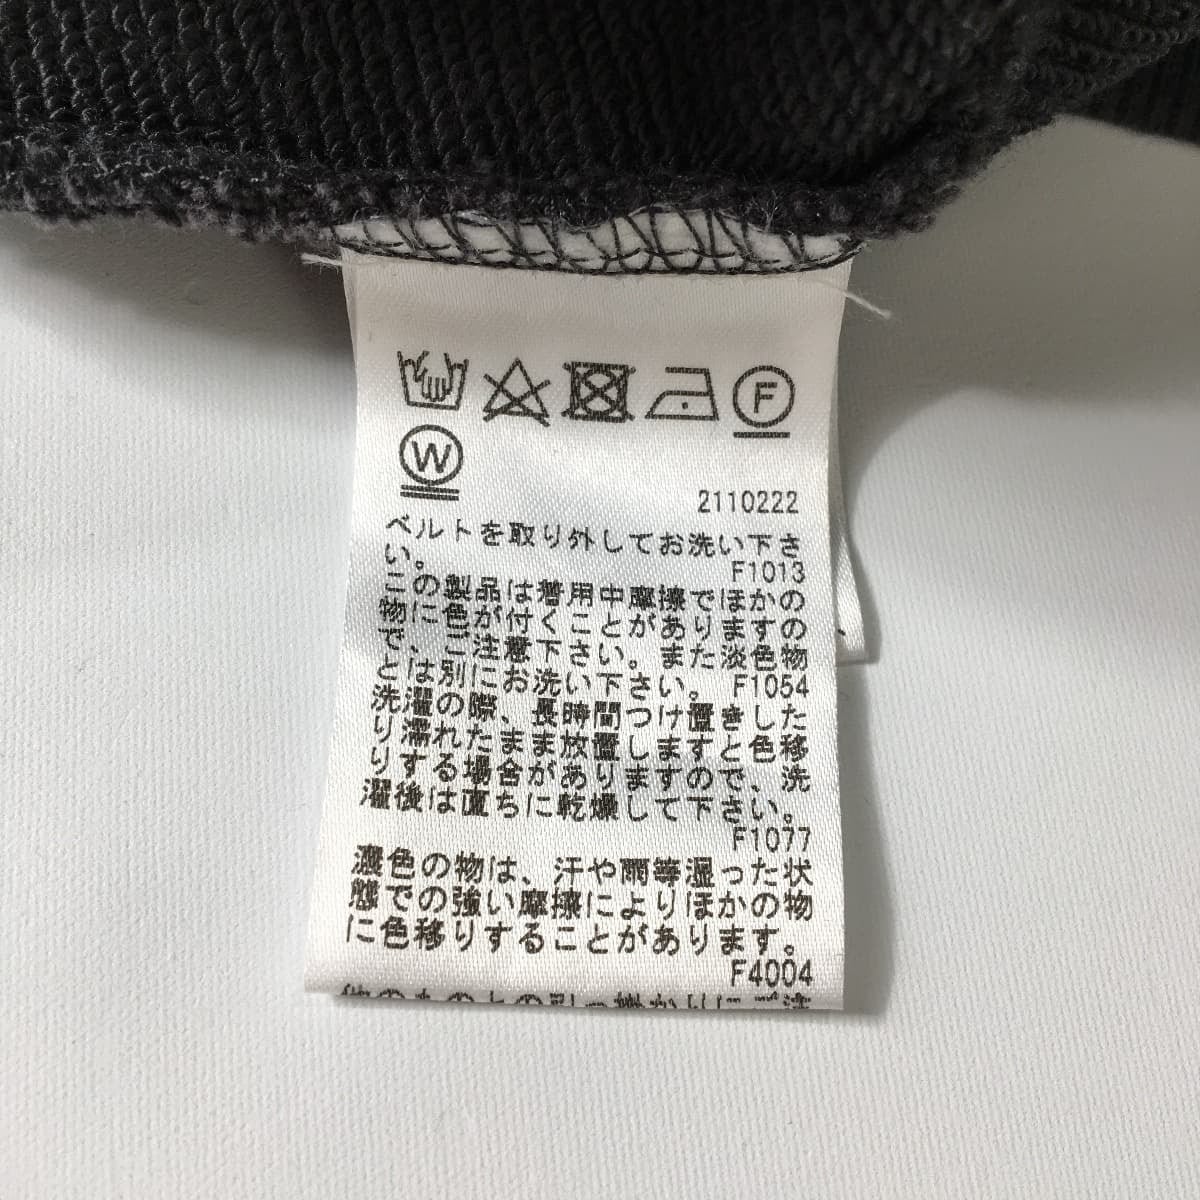 F
W
2110222
ベルトを取り外してお洗い下さ
い。
F1013
この製品は着用中摩擦でほかの
物に色が付くことがありますの
で、ご注意下さい。また淡色物
とは別にお洗い下さい。 F1054
洗濯の際、長時間つけ置きした
り濡れたまま放置しますと色移
りする場合がありますので、洗
濯後は直ちに乾燥して下さい。
F1077
濃色の物は、汗や雨等湿った状
態での強い摩擦によりほかの物
に色移りすることがあります。
F4004